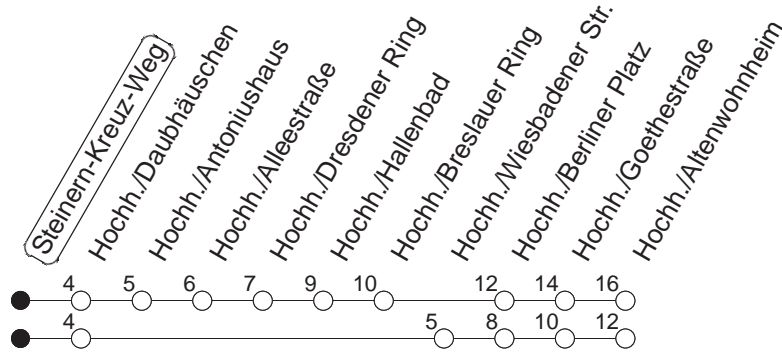 Steinern-Kreuz-Weg
Hochh./Daubhäuschen
Hochh./Antoniushaus
Hochh./Alleestraße
Hochh./Dresdener Ring
Hochh./Hallenbad
Hochh./Breslauer Ring
Hochh./Wiesbadener Str.
Hochh./Berliner Platz
Hochh./Goethestraße
Hochh./Altenwohnheim
4 5 6 7 9 10 12 14 16
4 5 8 10 12